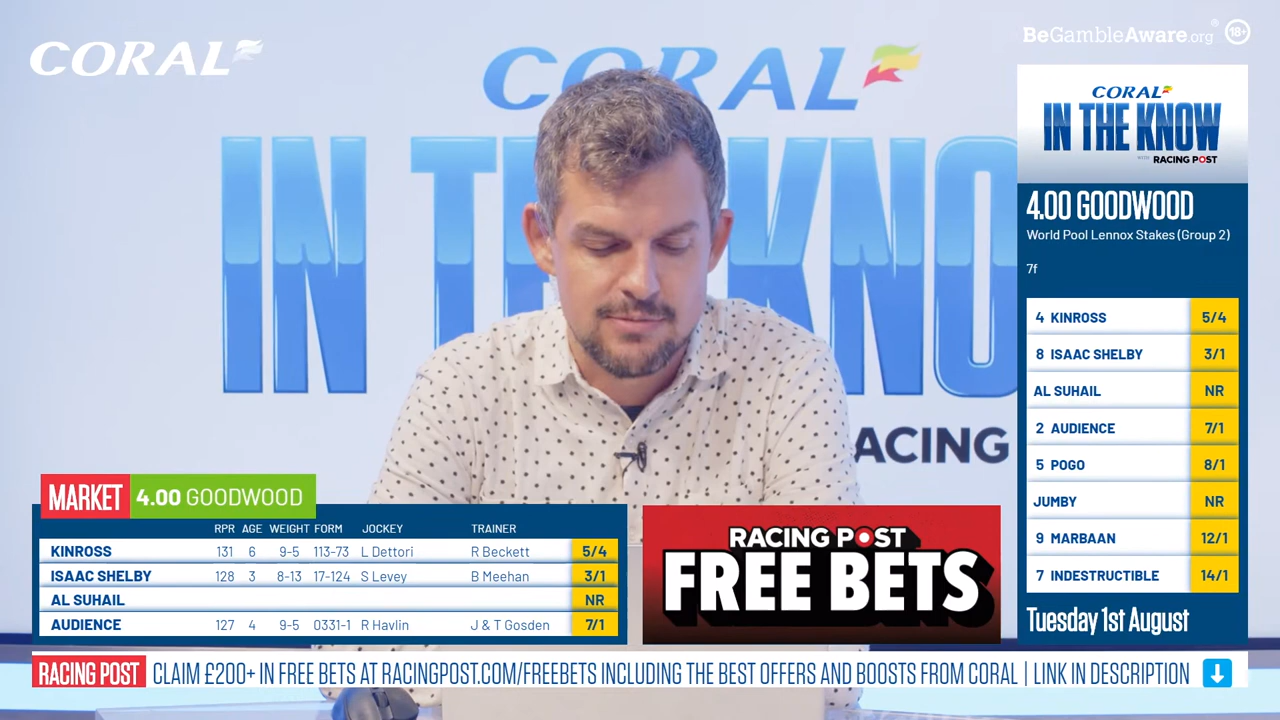 CORAL
BeGambleAware.org® 18+
CORAL
IN THE KNO
ACING
CORAL
IN THE KNOW
WITH RACING POST
4.00 GOODWOOD
World Pool Lennox Stakes (Group 2)
7f
4 KINROSS 5/4
8 ISAAC SHELBY 3/1
AL SUHAIL NR
2 AUDIENCE 7/1
5 POGO 8/1
JUMBY NR
9 MARBAAN 12/1
7 INDESTRUCTIBLE 14/1
Tuesday 1st August
MARKET 4.00 GOODWOOD
RPR AGE WEIGHT FORM JOCKEY TRAINER
KINROSS 131 6 9-5 113-73 L Dettori R Beckett 5/4
ISAAC SHELBY 128 3 8-13 17-124 S Levey B Meehan 3/1
AL SUHAIL NR
AUDIENCE 127 4 9-5 0331-1 R Havlin J & T Gosden 7/1
RACING POST
FREE BETS
RACING POST CLAIM £200+ IN FREE BETS AT RACINGPOST.COM/FREEBETS INCLUDING THE BEST OFFERS AND BOOSTS FROM CORAL | LINK IN DESCRIPTION